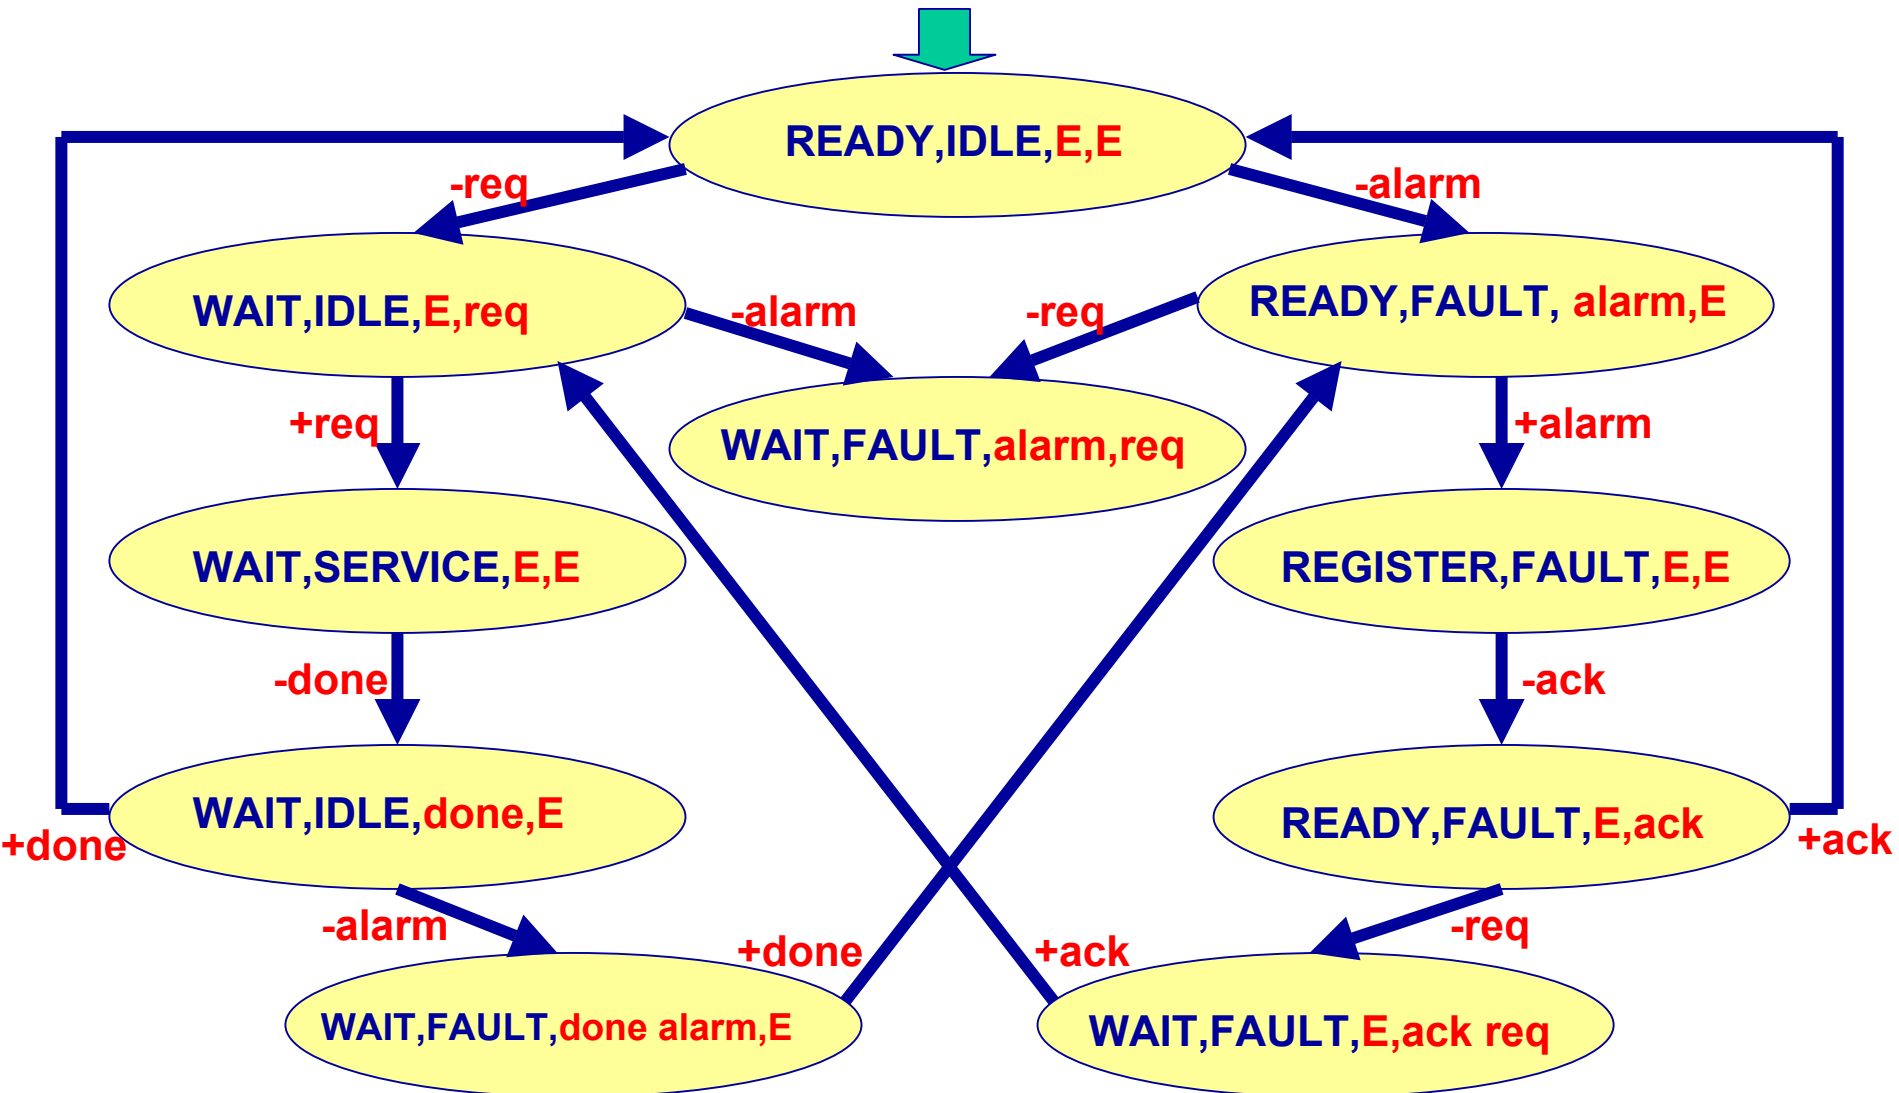 READY,IDLE,E,E
-req
-alarm
WAIT,IDLE,E,req
-alarm
-req
READY,FAULT, alarm,E
+req
WAIT,FAULT,alarm,req
+alarm
WAIT,SERVICE,E,E
REGISTER,FAULT,E,E
-done
-ack
WAIT,IDLE,done,E
READY,FAULT,E,ack
+done
+ack
-alarm
+done
+ack
-req
WAIT,FAULT,done alarm,E
WAIT,FAULT,E,ack req